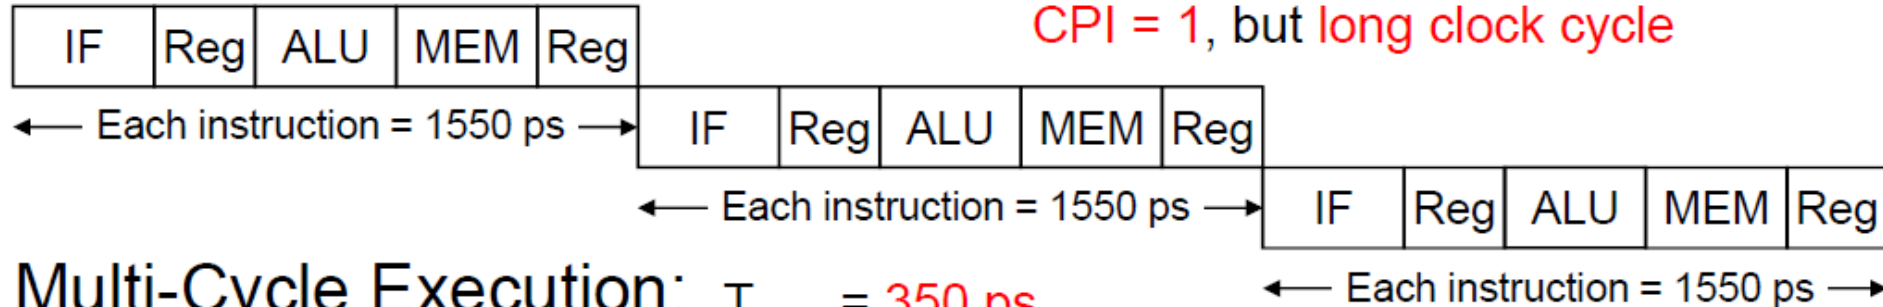 CPI = 1, but long clock cycle
IF Reg ALU MEM Reg
Each instruction = 1550 ps
IF Reg ALU MEM Reg
Each instruction = 1550 ps
IF Reg ALU MEM Reg
Each instruction = 1550 ps
Multi-Cycle Execution: T = 350 ps